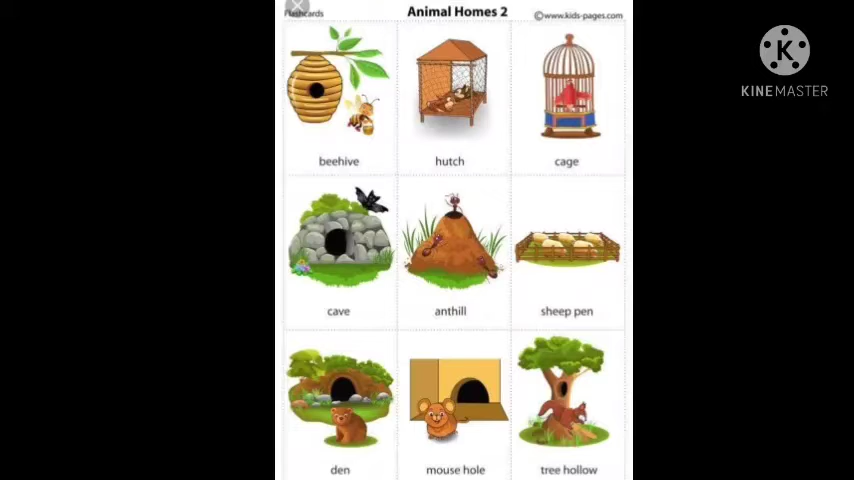 Flashcards
Animal Homes 2
©www.kids-pages.com
K
KINEMASTER
beehive
hutch
cage
cave
anthill
sheep pen
den
mouse hole
tree hollow